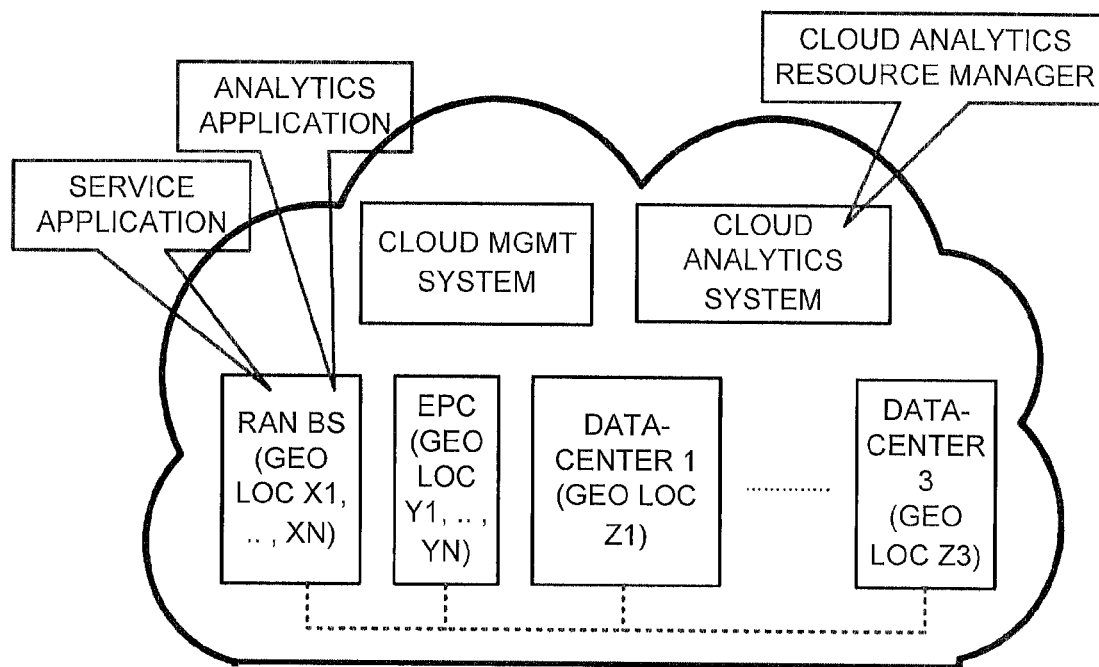 CLOUD ANALYTICS
RESOURCE MANAGER
ANALYTICS
APPLICATION
SERVICE
APPLICATION
CLOUD MGMT
SYSTEM
CLOUD
ANALYTICS
SYSTEM
RAN BS
(GEO
LOC X1,
.. , XN)
EPC
(GEO
LOC
Y1, .. ,
YN)
DATA-
CENTER 1
(GEO LOC
Z1)
..............
DATA-
CENTER
3
(GEO
LOC Z3)